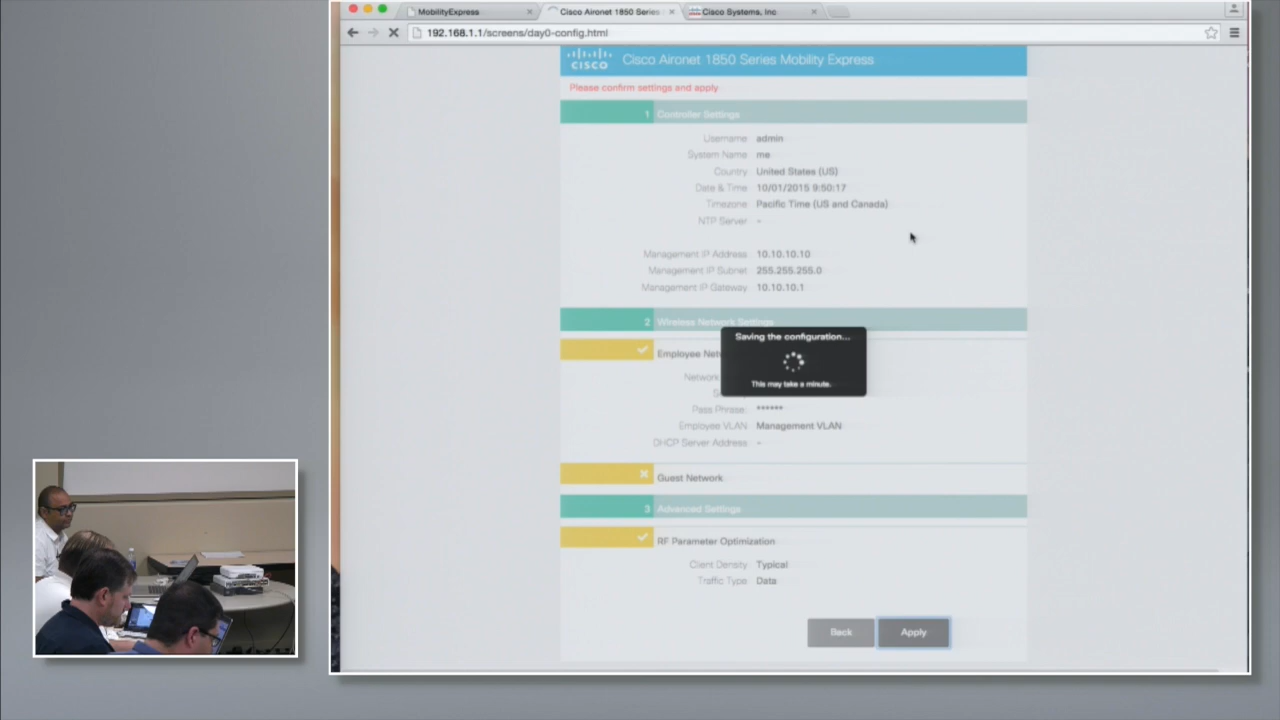 MobilityExpress
Cisco Aironet 1850 Series
Cisco Systems, Inc
192.168.1.1/screens/day0-config.html
CISCO
Cisco Aironet 1850 Series Mobility Express
Please confirm settings and apply
1 Controller Settings
Username admin
System Name me
Country United States (US)
Date & Time 10/01/2015 9:50:17
Timezone Pacific Time (US and Canada)
NTP Server -
Management IP Address 10.10.10.10
Management IP Subnet 255.255.255.0
Management IP Gateway 10.10.10.1
2 Wireless Network Settings
Saving the configuration...
This may take a minute.
Employee Net
Network
Pass Phrase: ******
Employee VLAN Management VLAN
DHCP Server Address -
Guest Network
3 Advanced Settings
RF Parameter Optimization
Client Density Typical
Traffic Type Data
Back Apply